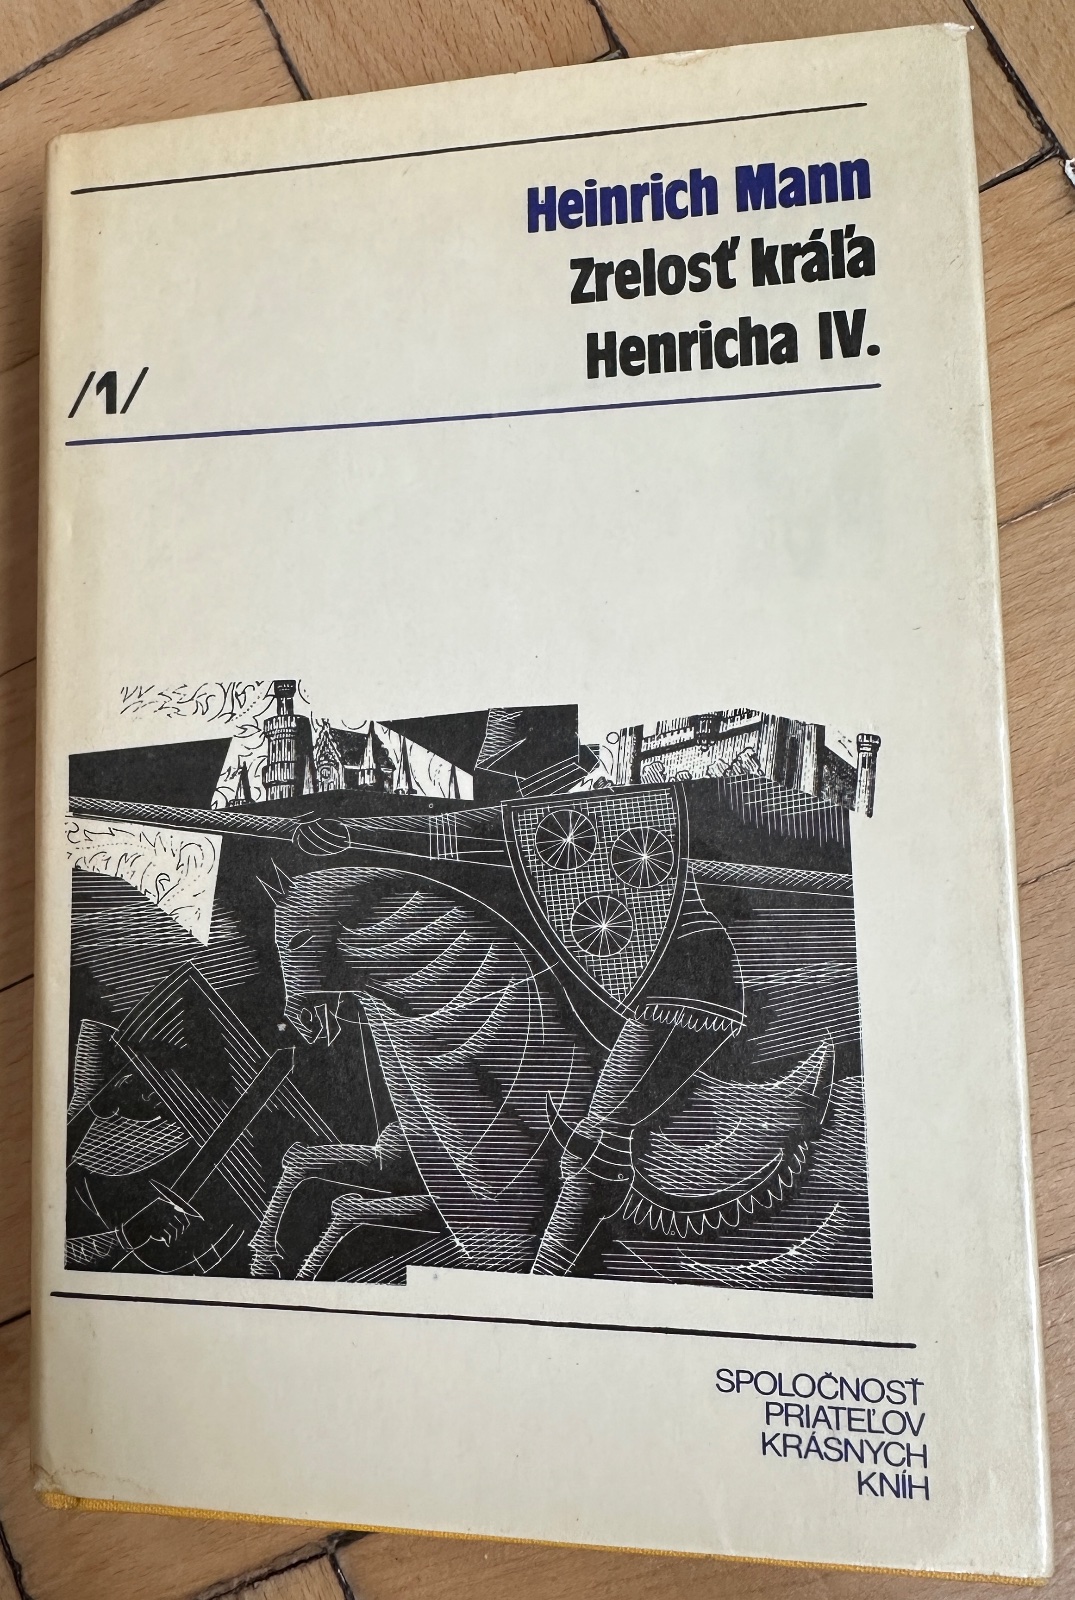 Heinrich Mann
Zrelosť kráľa
Henricha IV.
/1/
SPOLOČNOSŤ
PRIATEĽOV
KRÁSNYCH
KNÍH